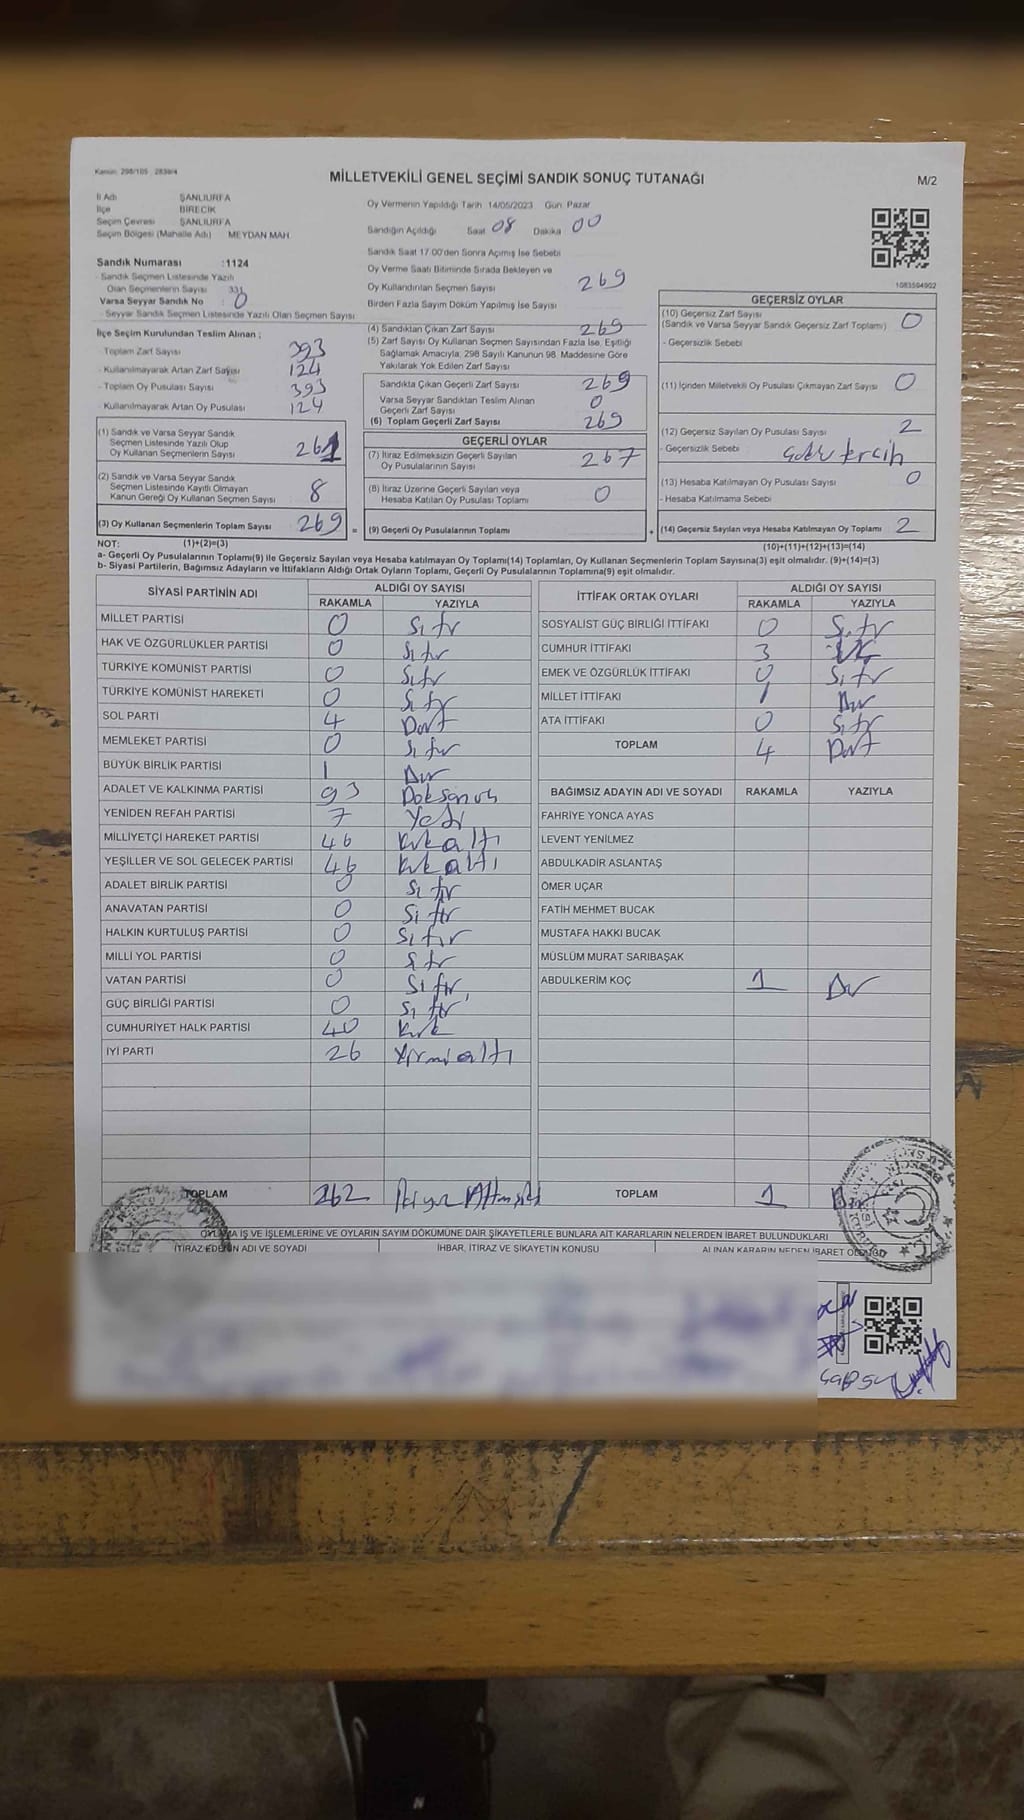 Kanun: 298/105 , 2839/4
MİLLETVEKİLİ GENEL SEÇİMİ SANDIK SONUÇ TUTANAĞI
M/2
İl Adı ŞANLIURFA
İlçe BİRECİK
Seçim Çevresi ŞANLIURFA
Seçim Bölgesi (Mahalle Adı) MEYDAN MAH.
Oy Vermenin Yapıldığı Tarih 14/05/2023 Gün: Pazar
Sandığın Açıldığı Saat 08 Dakika 00
Sandık Saat 17.00'den Sonra Açımış İse Sebebi
Oy Verme Saati Bitiminde Sırada Bekleyen ve
Oy Kullandırılan Seçmen Sayısı 269
Birden Fazla Sayım Döküm Yapılmış İse Sayısı
Sandık Numarası :1124
- Sandık Seçmen Listesinde Yazılı
Olan Seçmenlerin Sayısı 331
Varsa Seyyar Sandık No : 0
- Seyyar Sandık Seçmen Listesinde Yazılı Olan Seçmen Sayısı:
İlçe Seçim Kurulundan Teslim Alınan ;
- Toplam Zarf Sayısı 393
- Kullanılmayarak Artan Zarf Sayısı 124
- Toplam Oy Pusulası Sayısı 393
- Kullanılmayarak Artan Oy Pusulası 124
(1) Sandık ve Varsa Seyyar Sandık
Seçmen Listesinde Yazılı Olup
Oy Kullanan Seçmenlerin Sayısı 261
(2) Sandık ve Varsa Seyyar Sandık
Seçmen Listesinde Kayıtlı Olmayan
Kanun Gereği Oy Kullanan Seçmen Sayısı 8
(3) Oy Kullanan Seçmenlerin Toplam Sayısı 269 =
(4) Sandıktan Çıkan Zarf Sayısı 269
(5) Zarf Sayısı Oy Kullanan Seçmen Sayısından Fazla İse, Eşitliği
Sağlamak Amacıyla; 298 Sayılı Kanunun 98. Maddesine Göre
Yakılarak Yok Edilen Zarf Sayısı
Sandıkta Çıkan Geçerli Zarf Sayısı 269
Varsa Seyyar Sandıktan Teslim Alınan
Geçerli Zarf Sayısı 0
(6) Toplam Geçerli Zarf Sayısı 269
GEÇERLİ OYLAR
(7) İtiraz Edilmeksizin Geçerli Sayılan
Oy Pusulalarının Sayısı 267
(8) İtiraz Üzerine Geçerli Sayılan veya
Hesaba Katılan Oy Pusulası Toplamı 0
(9) Geçerli Oy Pusulalarının Toplamı +
1083504902
GEÇERSİZ OYLAR
(10) Geçersiz Zarf Sayısı 0
(Sandık ve Varsa Seyyar Sandık Geçersiz Zarf Toplamı)
- Geçersizlik Sebebi
(11) İçinden Milletvekili Oy Pusulası Çıkmayan Zarf Sayısı 0
(12) Geçersiz Sayılan Oy Pusulası Sayısı 2
- Geçersizlik Sebebi
(13) Hesaba Katılmayan Oy Pusulası Sayısı 0
- Hesaba Katılmama Sebebi
(14) Geçersiz Sayılan veya Hesaba Katılmayan Oy Toplamı 2
NOT: (1)+(2)=(3) (10)+(11)+(12)+(13)=(14)
a- Geçerli Oy Pusulalarının Toplamı(9) ile Geçersiz Sayılan veya Hesaba katılmayan Oy Toplamı(14) Toplamları, Oy Kullanan Seçmenlerin Toplam Sayısına(3) eşit olmalıdır. (9)+(14)=(3)
b- Siyasi Partilerin, Bağımsız Adayların ve İttifakların Aldığı Ortak Oyların Toplamı, Geçerli Oy Pusulalarının Toplamına(9) eşit olmalıdır.
SİYASİ PARTİNİN ADI ALDIĞI OY SAYISI
RAKAMLA YAZIYLA
MİLLET PARTİSİ 0 Sıfır
HAK VE ÖZGÜRLÜKLER PARTİSİ 0 Sıfır
TÜRKİYE KOMÜNİST PARTİSİ 0 Sıfır
TÜRKİYE KOMÜNİST HAREKETİ 0 Sıfır
SOL PARTİ 4 Dört
MEMLEKET PARTİSİ 0 Sıfır
BÜYÜK BİRLİK PARTİSİ 1 Bir
ADALET VE KALKINMA PARTİSİ 93 Doksanüç
YENİDEN REFAH PARTİSİ 7 Yedi
MİLLİYETÇİ HAREKET PARTİSİ 46 Kırkaltı
YEŞİLLER VE SOL GELECEK PARTİSİ 46 Kırkaltı
ADALET BİRLİK PARTİSİ 0 Sıfır
ANAVATAN PARTİSİ 0 Sıfır
HALKIN KURTULUŞ PARTİSİ 0 Sıfır
MİLLİ YOL PARTİSİ 0 Sıfır
VATAN PARTİSİ 0 Sıfır
GÜÇ BİRLİĞİ PARTİSİ 0 Sıfır
CUMHURİYET HALK PARTİSİ 40 Kırk
İYİ PARTİ 26 Yirmialtı
TOPLAM 262
İTTİFAK ORTAK OYLARI ALDIĞI OY SAYISI
RAKAMLA YAZIYLA
SOSYALİST GÜÇ BİRLİĞİ İTTİFAKI 0 Sıfır
CUMHUR İTTİFAKI 3 Üç
EMEK VE ÖZGÜRLÜK İTTİFAKI 0 Sıfır
MİLLET İTTİFAKI 1 Bir
ATA İTTİFAKI 0 Sıfır
TOPLAM 4 Dört
BAĞIMSIZ ADAYIN ADI VE SOYADI RAKAMLA YAZIYLA
FAHRİYE YONCA AYAS
LEVENT YENİLMEZ
ABDULKADİR ASLANTAŞ
ÖMER UÇAR
FATİH MEHMET BUCAK
MUSTAFA HAKKI BUCAK
MÜSLÜM MURAT SARIBAŞAK
ABDULKERİM KOÇ 1 Bir
TOPLAM 1 Bir
OYLAMA İŞ VE İŞLEMLERİNE VE OYLARIN SAYIM DÖKÜMÜNE DAİR ŞİKAYETLERLE BUNLARA AİT KARARLARIN NELERDEN İBARET BULUNDUKLARI
İTİRAZ EDENİN ADI VE SOYADI İHBAR, İTİRAZ VE ŞİKAYETİN KONUSU ALINAN KARARIN NEDEN İBARET OLDUĞU